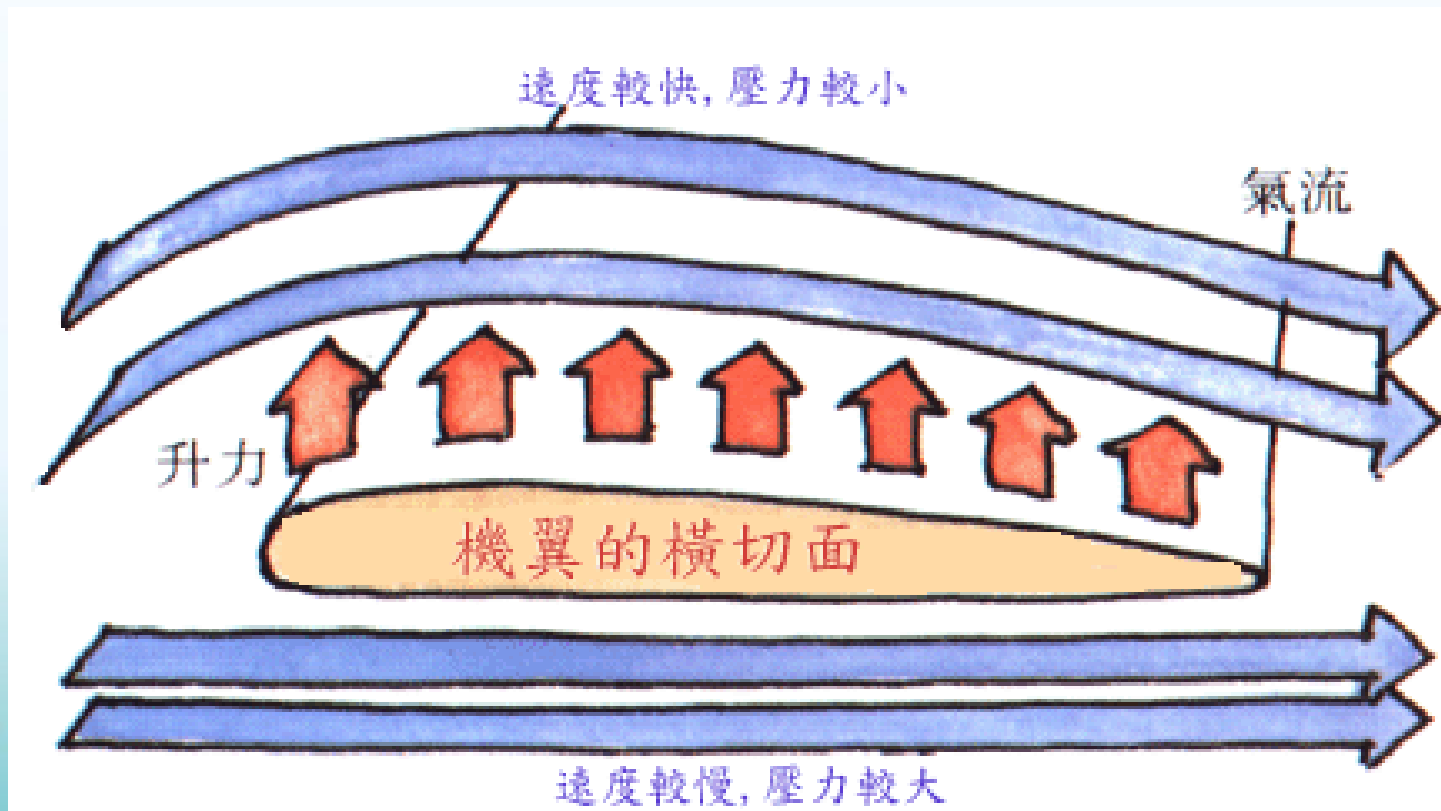 速度較快, 壓力較小
氣流
升力
機翼的橫切面
速度較慢, 壓力較大